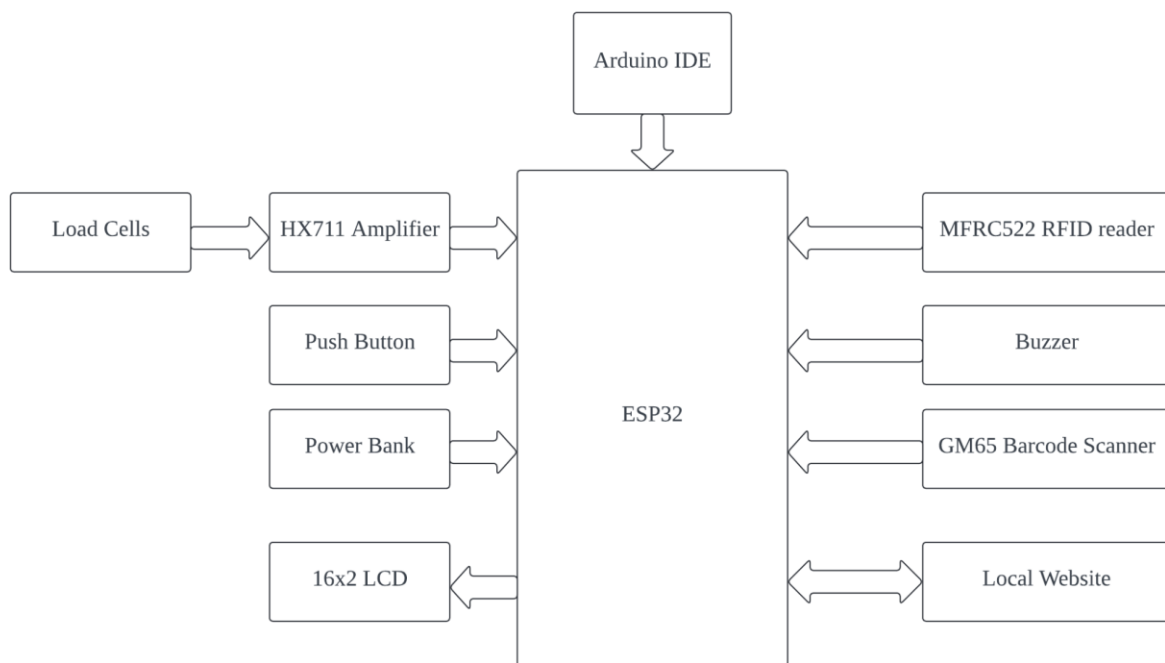 Arduino IDE
Load Cells
HX711 Amplifier
MFRC522 RFID reader
Push Button
Buzzer
ESP32
Power Bank
GM65 Barcode Scanner
16x2 LCD
Local Website